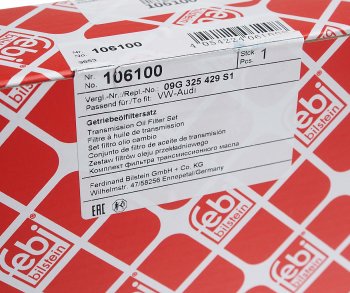 Nr.
No. 106100
9663
4054224061060
Nr.
No. 106100
Stck.
Pcs. 1
Vergl.-Nr./Repl.-No.: 09G 325 429 S1
Passend für/To fit: VW-Audi
Getriebeölfiltersatz
Transmission Oil Filter Set
Filtre à huile de transmission
Set filtro olio cambio
Conjunto de filtro de aceite de transmisión
Zestaw filtrów oleju przekładniowego
Комплект фильтра трансмиссионного масла
Ferdinand Bilstein GmbH + Co. KG
Wilhelmstr. 47/58256 Ennepetal/Germany
EAC
febi
bilstein
febi
bilstein
febi
bilstein
febi
bilstein